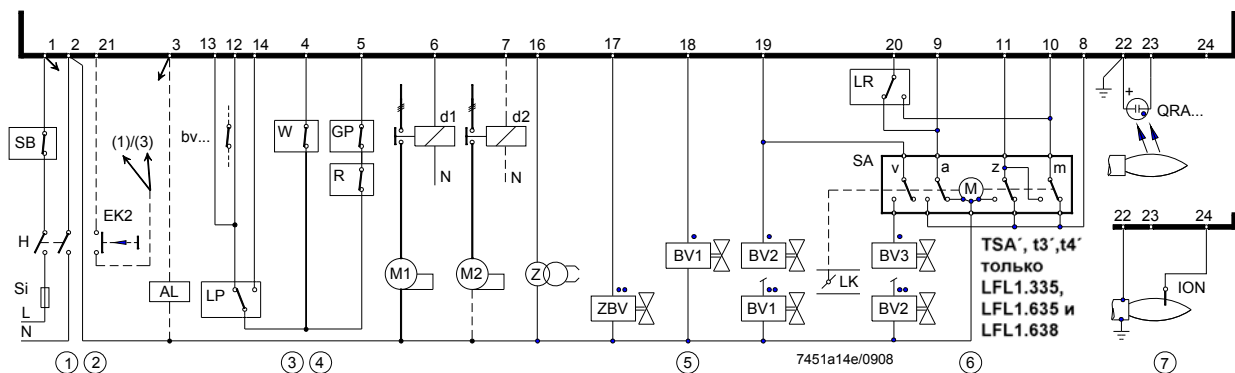 1 2 21 3 13 12 14 4 5 6 7 16 17 18 19 20 9 11 10 8 22 23 24
LR
+
QRA...
d1 d2
SB
bv...
W
GP
(1)/(3)
R
N N
SA
v a z m
M
EK2
H
22 23 24
BV1
BV2
BV3
TSA´, t3´,t4´
только
LFL1.335,
LFL1.635 и
LFL1.638
M1
M2
Z
LK
Si
AL
LP
ION
L
ZBV
BV1
BV2
N
7451a14e/0908
1 2 3 4 5 6 7